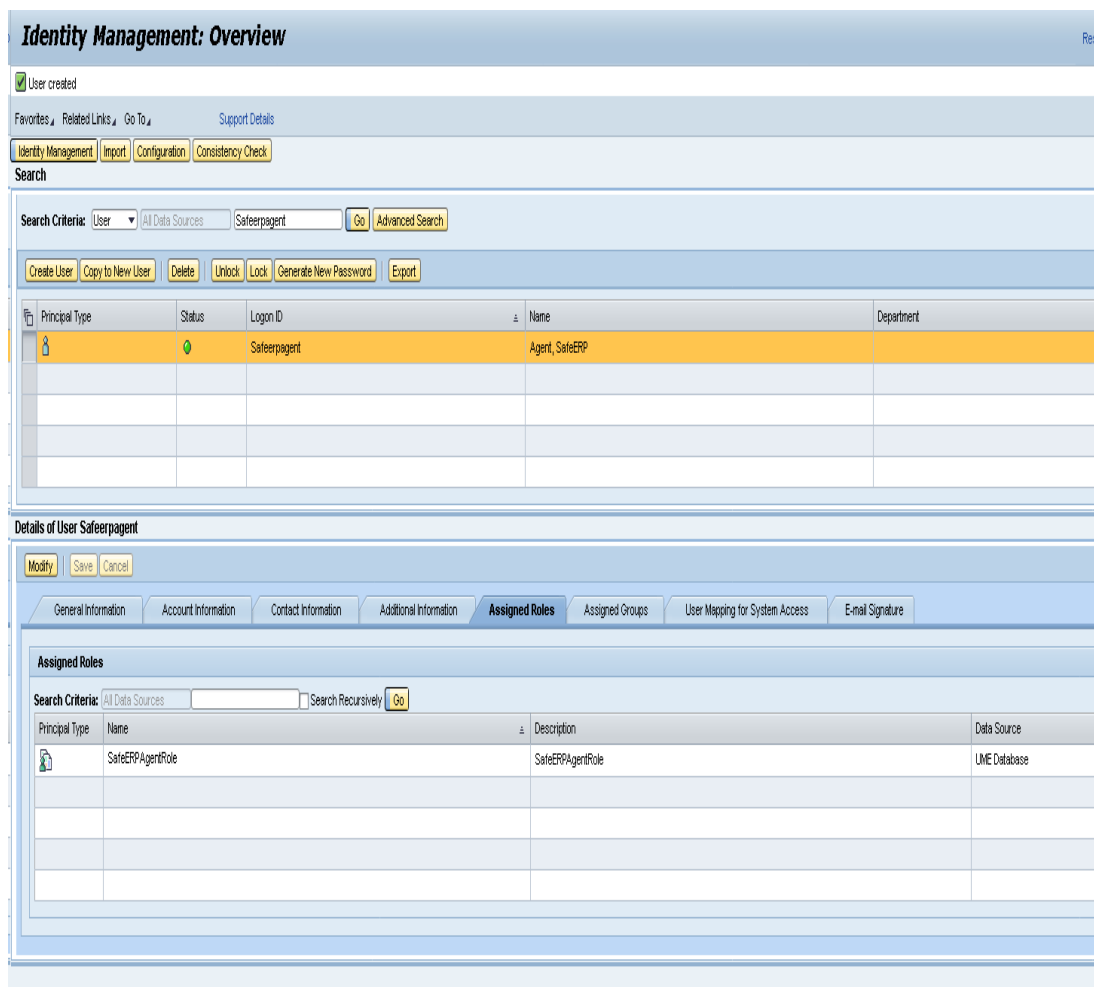 Identity Management: Overview
Res
User created
Favorites Related Links Go To Support Details
Identity Management Import Configuration Consistency Check
Search
Search Criteria: User All Data Sources Safeerpagent Go Advanced Search
Create User Copy to New User Delete Unlock Lock Generate New Password Export
Principal Type Status Logon ID Name Department
Safeerpagent Agent, SafeERP
Details of User Safeerpagent
Modify Save Cancel
General Information Account Information Contact Information Additional Information Assigned Roles Assigned Groups User Mapping for System Access E-mail Signature
Assigned Roles
Search Criteria: All Data Sources Search Recursively Go
Principal Type Name Description Data Source
SafeERPAgentRole SafeERPAgentRole UME Database